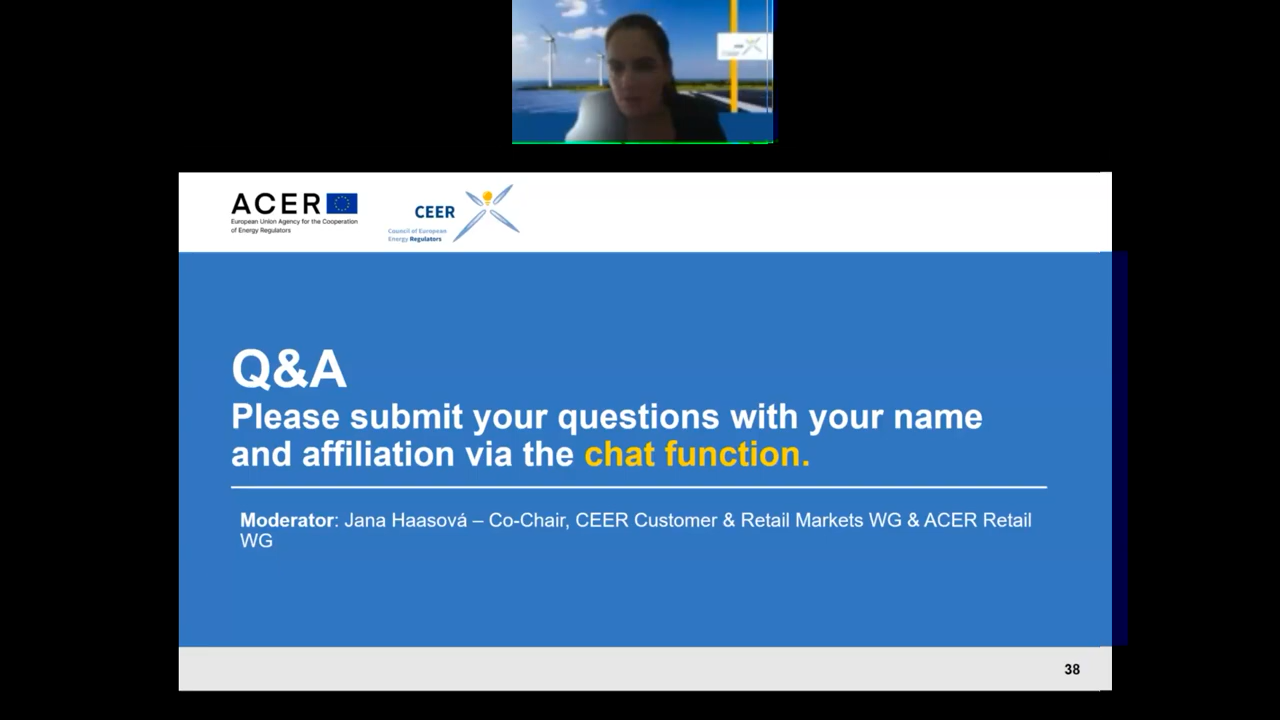 ACER
European Union Agency for the Cooperation
of Energy Regulators
CEER
Council of European
Energy Regulators
Q&A
Please submit your questions with your name
and affiliation via the chat function.
Moderator: Jana Haasová – Co-Chair, CEER Customer & Retail Markets WG & ACER Retail
WG
38